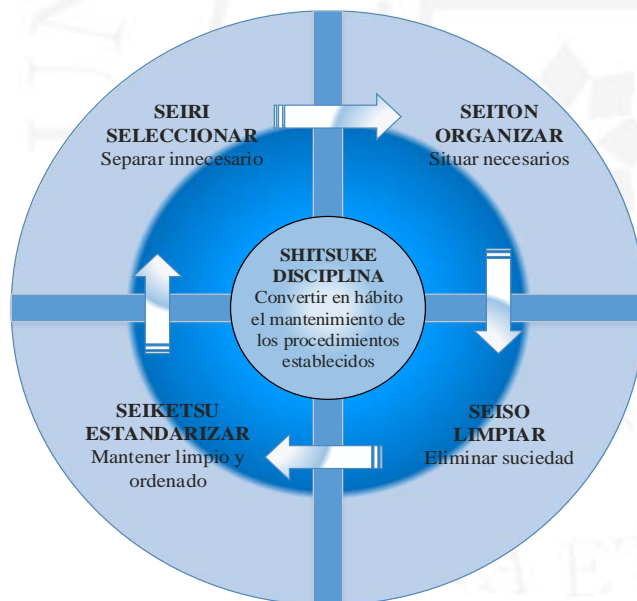 SEIRI
SELECCIONAR
Separar innecesario
SEITON
ORGANIZAR
Situar necesarios
SHITSUKE
DISCIPLINA
Convertir en hábito
el mantenimiento de
los procedimientos
establecidos
SEIKETSU
ESTANDARIZAR
Mantener limpio y
ordenado
SEISO
LIMPIAR
Eliminar suciedad